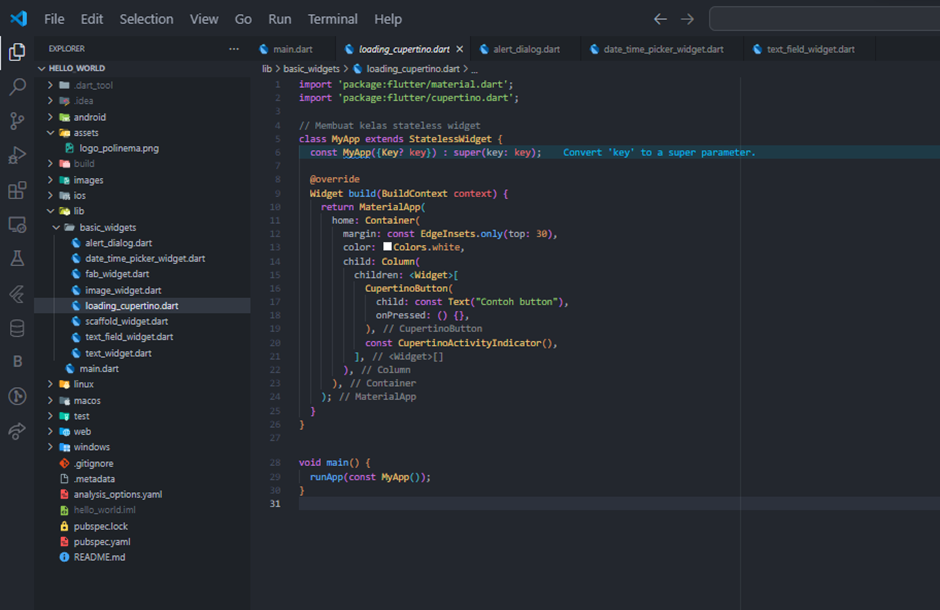 File Edit Selection View Go Run Terminal Help
EXPLORER ...
main.dart loading_cupertino.dart alert_dialog.dart date_time_picker_widget.dart text_field_widget.dart
HELLO_WORLD
lib > basic_widgets > loading_cupertino.dart > ...
.dart_tool
.idea
android
assets
logo_polinema.png
build
images
ios
lib
basic_widgets
alert_dialog.dart
date_time_picker_widget.dart
fab_widget.dart
image_widget.dart
loading_cupertino.dart
scaffold_widget.dart
text_field_widget.dart
text_widget.dart
main.dart
linux
macos
test
web
windows
.gitignore
.metadata
analysis_options.yaml
hello_world.iml
pubspec.lock
pubspec.yaml
README.md
B
1 import 'package:flutter/material.dart';
2 import 'package:flutter/cupertino.dart';
3
4 // Membuat kelas stateless widget
5 class MyApp extends StatelessWidget {
6 const MyApp({Key? key}) : super(key: key); Convert 'key' to a super parameter.
7
8 @override
9 Widget build(BuildContext context) {
10 return MaterialApp(
11 home: Container(
12 margin: const EdgeInsets.only(top: 30),
13 color: Colors.white,
14 child: Column(
15 children: <Widget>[
16 CupertinoButton(
17 child: const Text("Contoh button"),
18 onPressed: () {},
19 ), // CupertinoButton
20 const CupertinoActivityIndicator(),
21 ], // <Widget>[]
22 ), // Column
23 ), // Container
24 ); // MaterialApp
25 }
26 }
27
28 void main() {
29 runApp(const MyApp());
30 }
31